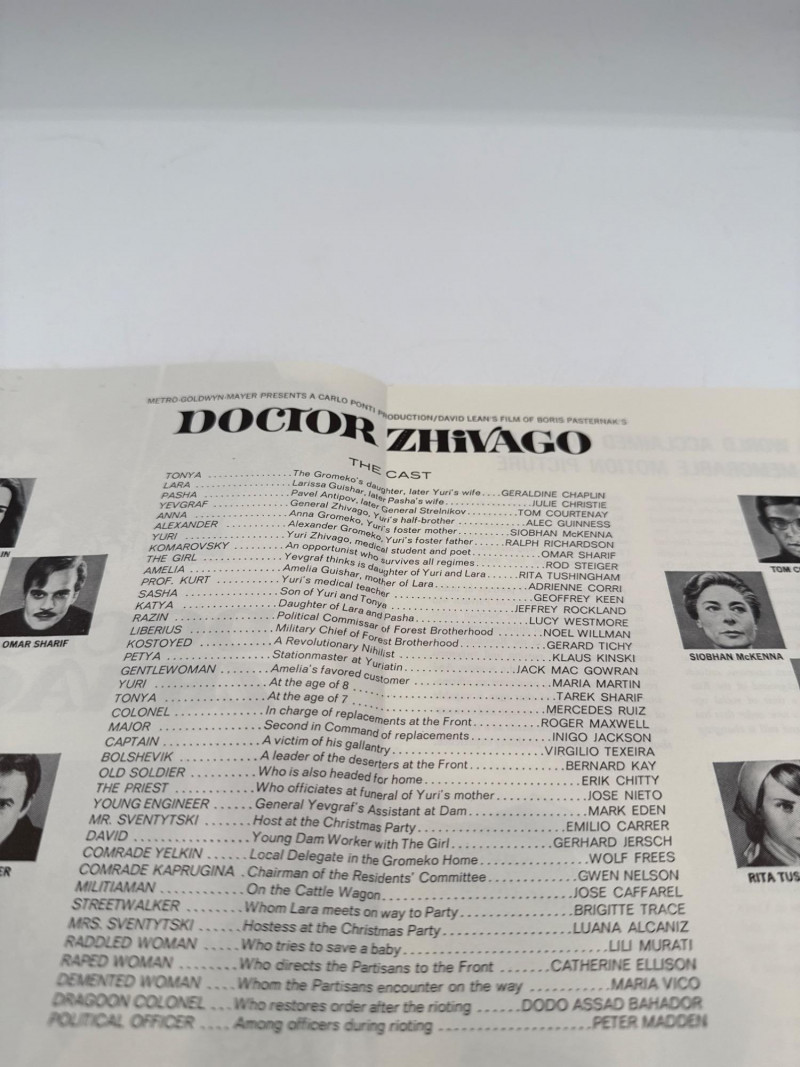 METRO-GOLDWYN-MAYER PRESENTS A CARLO PONTI PRODUCTION/DAVID LEAN'S FILM OF BORIS PASTERNAK'S
DOCTOR ZHiVAGO
THE CAST
TONYA ................The Gromeko's daughter, later Yuri's wife....GERALDINE CHAPLIN
LARA ................Larissa Guishar, later Pasha's wife................JULIE CHRISTIE
PASHA ................Pavel Antipov, later General Strelnikov..........TOM COURTENAY
YEVGRAF ............General Zhivago, Yuri's half-brother ............ALEC GUINNESS
ANNA ................Anna Gromeko, Yuri's foster mother..........SIOBHAN McKENNA
ALEXANDER ..........Alexander Gromeko, Yuri's foster father......RALPH RICHARDSON
YURI ................Yuri Zhivago, medical student and poet............OMAR SHARIF
KOMAROVSKY ........An opportunist who survives all regimes............ROD STEIGER
THE GIRL ............Yevgraf thinks is daughter of Yuri and Lara......RITA TUSHINGHAM
AMELIA ..............Amelia Guishar, mother of Lara................ADRIENNE CORRI
PROF. KURT ..........Yuri's medical teacher ......................GEOFFREY KEEN
SASHA ..............Son of Yuri and Tonya ....................JEFFREY ROCKLAND
KATYA ..............Daughter of Lara and Pasha....................LUCY WESTMORE
RAZIN ..............Political Commissar of Forest Brotherhood ........NOEL WILLMAN
LIBERIUS ............Military Chief of Forest Brotherhood............GERARD TICHY
KOSTOYED ..........A Revolutionary Nihilist ......................KLAUS KINSKI
PETYA ..............Stationmaster at Yuriatin..................JACK MAC GOWRAN
GENTLEWOMAN ........Amelia's favored customer ..................MARIA MARTIN
YURI ................At the age of 8 ............................TAREK SHARIF
TONYA ..............At the age of 7 ..........................MERCEDES RUIZ
COLONEL ............In charge of replacements at the Front..........ROGER MAXWELL
MAJOR ..............Second in Command of replacements............INIGO JACKSON
CAPTAIN ............A victim of his gallantry....................VIRGILIO TEXEIRA
BOLSHEVIK ..........A leader of the deserters at the Front............BERNARD KAY
OLD SOLDIER ........Who is also headed for home....................ERIK CHITTY
THE PRIEST ..........Who officiates at funeral of Yuri's mother............JOSE NIETO
YOUNG ENGINEER ......General Yevgraf's Assistant at Dam................MARK EDEN
MR. SVENTYTSKI ......Host at the Christmas Party....................EMILIO CARRER
DAVID ..............Young Dam Worker with The Girl............GERHARD JERSCH
COMRADE YELKIN ......Local Delegate in the Gromeko Home..............WOLF FREES
COMRADE KAPRUGINA .Chairman of the Residents' Committee............GWEN NELSON
MILITIAMAN ..........On the Cattle Wagon........................JOSE CAFFAREL
STREETWALKER ........Whom Lara meets on way to Party..............BRIGITTE TRACE
MRS. SVENTYTSKI ....Hostess at the Christmas Party................LUANA ALCANIZ
RADDLED WOMAN .....Who tries to save a baby........................LILI MURATI
RAPED WOMAN ........Who directs the Partisans to the Front .......CATHERINE ELLISON
DEMENTED WOMAN ....Whom the Partisans encounter on the way ...........MARIA VICO
DRAGOON COLONEL ...Who restores order after the rioting .......DODO ASSAD BAHADOR
POLITICAL OFFICER ....Among officers during rioting ....................PETER MADDEN
IN
OMAR SHARIF
ER
TOM C
SIOBHAN McKENNA
RITA TUS